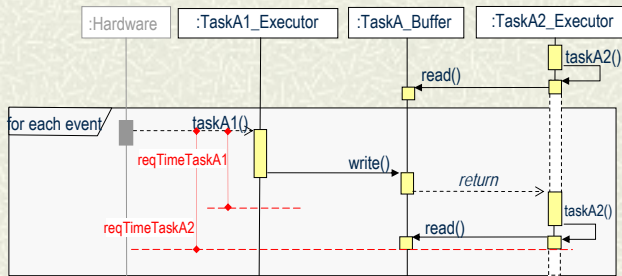 :Hardware
:TaskA1_Executor
:TaskA_Buffer
:TaskA2_Executor
taskA2()
read()
for each event
taskA1()
reqTimeTaskA1
write()
return
taskA2()
reqTimeTaskA2
read()